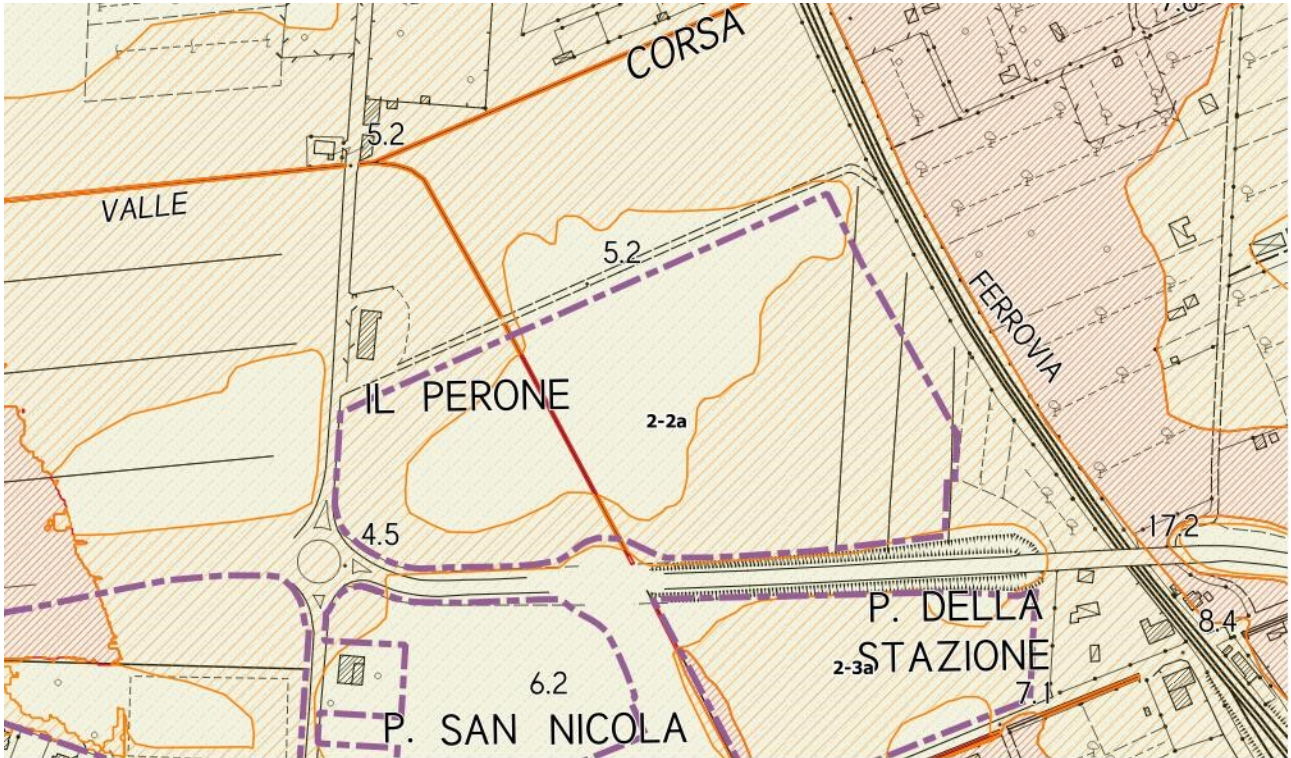 CORSA
5.2
VALLE
5.2
FERROVIA
IL PERONE
2-2a
4.5
17.2
P. DELLA
STAZIONE
8.4
2-3a
6.2
7.1
P. SAN NICOLA